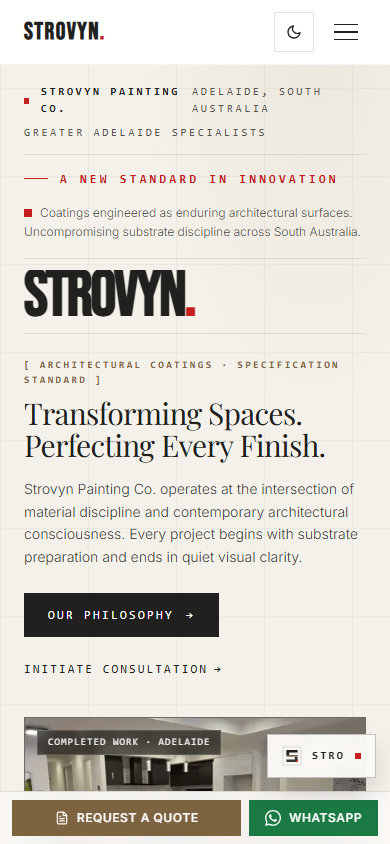 STROVYN.
STROVYN PAINTING CO.
ADELAIDE, SOUTH AUSTRALIA
GREATER ADELAIDE SPECIALISTS
A NEW STANDARD IN INNOVATION
Coatings engineered as enduring architectural surfaces.
Uncompromising substrate discipline across South Australia.
STROVYN.
[ ARCHITECTURAL COATINGS · SPECIFICATION
STANDARD ]
Transforming Spaces.
Perfecting Every Finish.
Strovyn Painting Co. operates at the intersection of
material discipline and contemporary architectural
consciousness. Every project begins with substrate
preparation and ends in quiet visual clarity.
OUR PHILOSOPHY →
INITIATE CONSULTATION →
COMPLETED WORK · ADELAIDE
S STRO
REQUEST A QUOTE
WHATSAPP